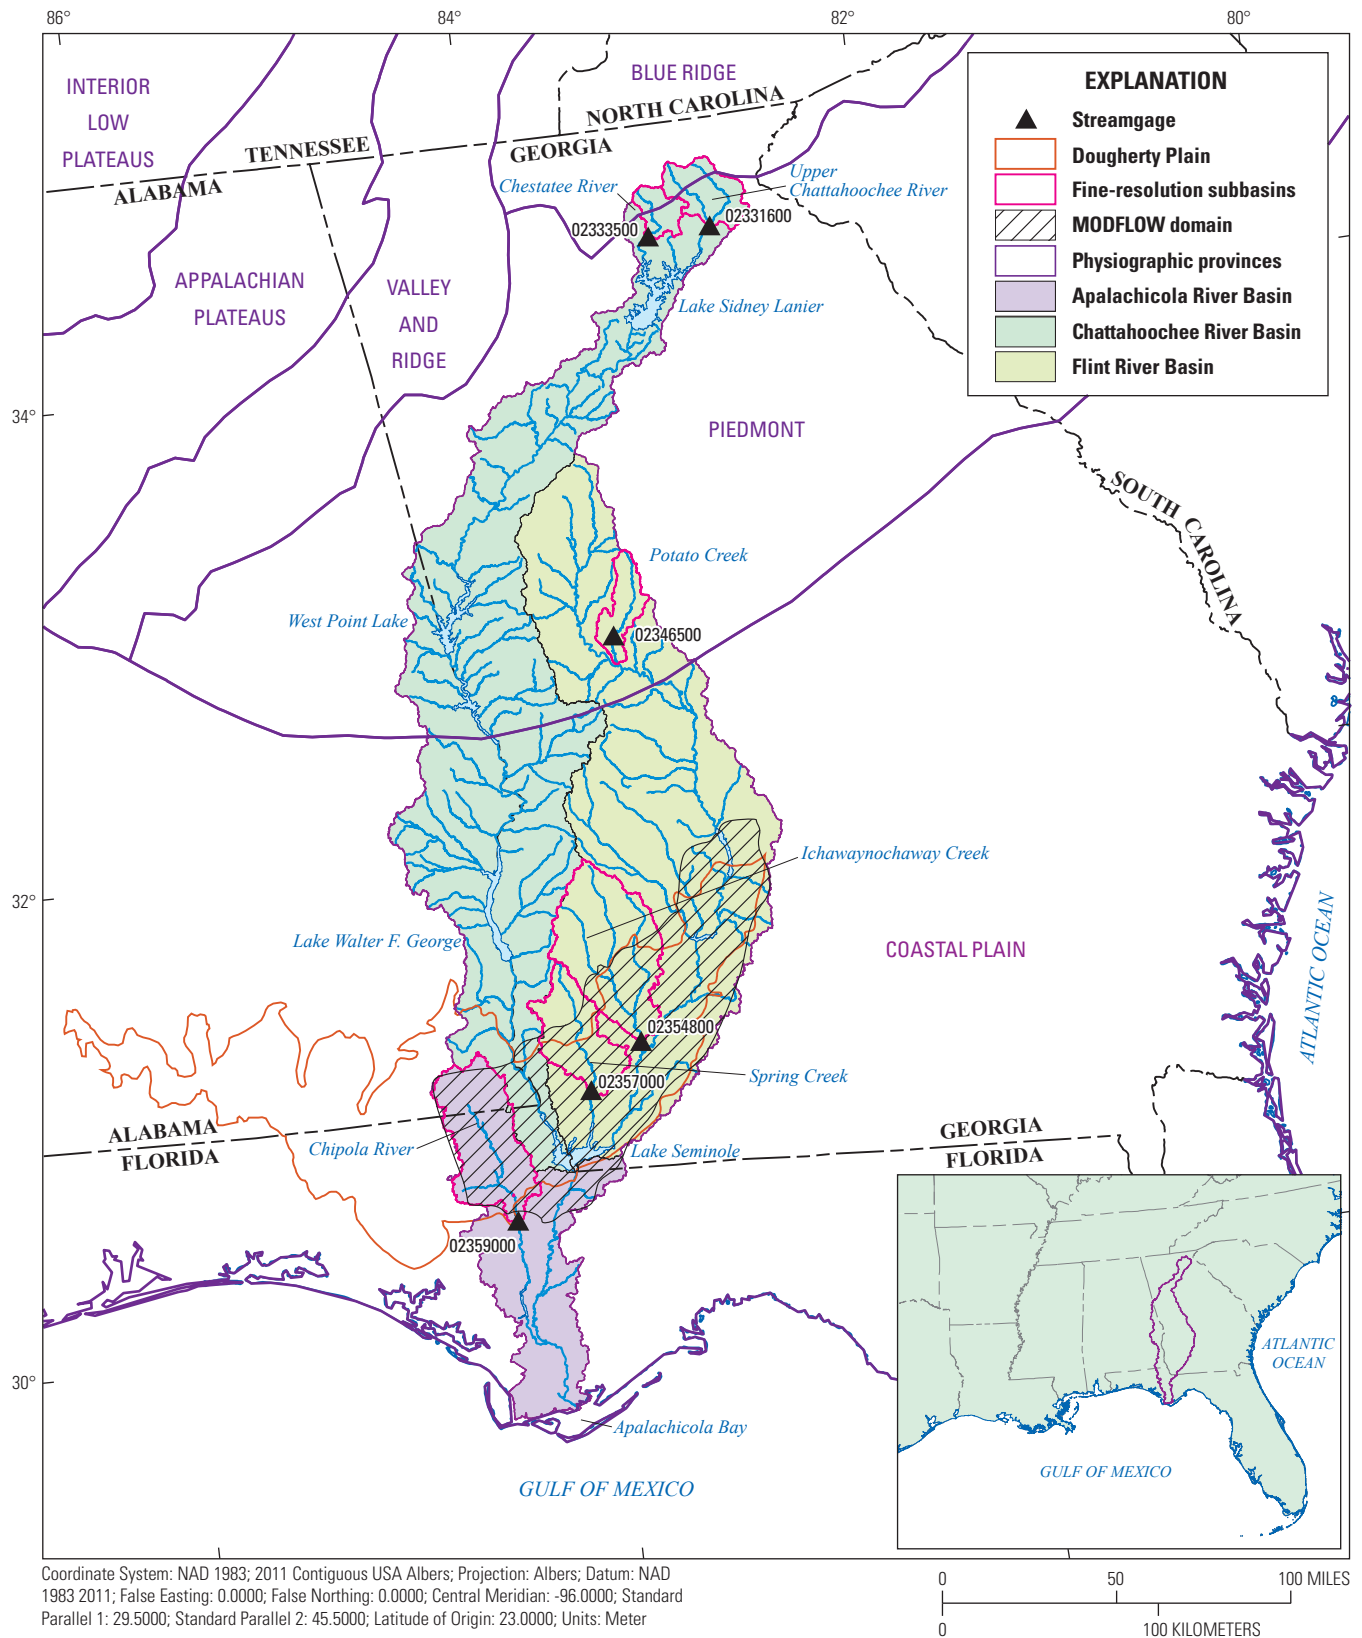 86°
84°
82°
80°
INTERIOR
LOW
PLATEAUS
BLUE RIDGE
NORTH CAROLINA
TENNESSEE
GEORGIA
ALABAMA
EXPLANATION
Streamgage
Dougherty Plain
Fine-resolution subbasins
MODFLOW domain
Physiographic provinces
Apalachicola River Basin
Chattahoochee River Basin
Flint River Basin
Chestatee River
Upper
Chattahoochee River
02331600
02333500
APPALACHIAN
PLATEAUS
VALLEY
AND
RIDGE
Lake Sidney Lanier
34°
PIEDMONT
SOUTH CAROLINA
Potato Creek
West Point Lake
02346500
Ichawaynochaway Creek
32°
Lake Walter F. George
COASTAL PLAIN
ATLANTIC OCEAN
02354800
Spring Creek
02357000
ALABAMA
FLORIDA
Chipola River
Lake Seminole
GEORGIA
FLORIDA
02359000
30°
Apalachicola Bay
GULF OF MEXICO
ATLANTIC
OCEAN
GULF OF MEXICO
Coordinate System: NAD 1983; 2011 Contiguous USA Albers; Projection: Albers; Datum: NAD
1983 2011; False Easting: 0.0000; False Northing: 0.0000; Central Meridian: -96.0000; Standard
Parallel 1: 29.5000; Standard Parallel 2: 45.5000; Latitude of Origin: 23.0000; Units: Meter
0 50 100 MILES
0 100 KILOMETERS